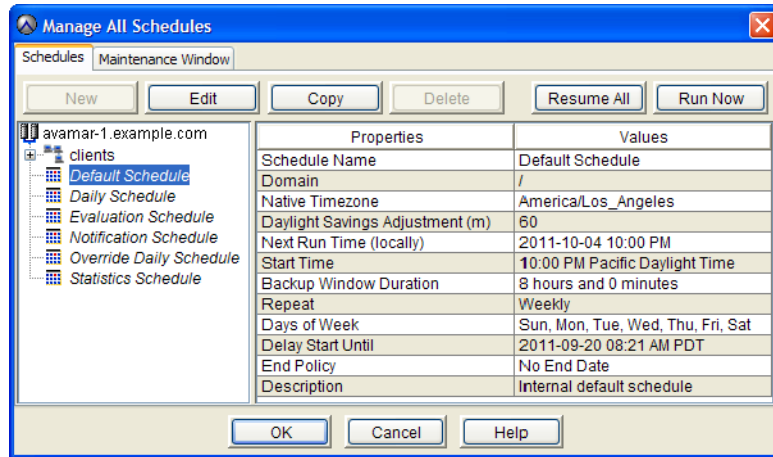 Manage All Schedules
Schedules Maintenance Window
New Edit Copy Delete Resume All Run Now
avamar-1.example.com
clients
Default Schedule
Daily Schedule
Evaluation Schedule
Notification Schedule
Override Daily Schedule
Statistics Schedule
Properties Values
Schedule Name Default Schedule
Domain /
Native Timezone America/Los_Angeles
Daylight Savings Adjustment (m) 60
Next Run Time (locally) 2011-10-04 10:00 PM
Start Time 10:00 PM Pacific Daylight Time
Backup Window Duration 8 hours and 0 minutes
Repeat Weekly
Days of Week Sun, Mon, Tue, Wed, Thu, Fri, Sat
Delay Start Until 2011-09-20 08:21 AM PDT
End Policy No End Date
Description Internal default schedule
OK Cancel Help